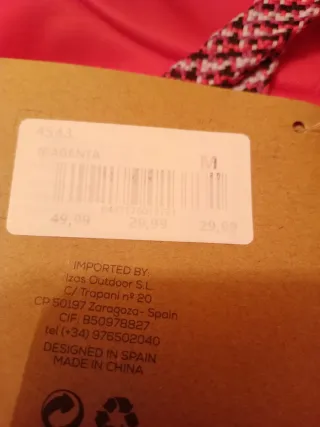 M
49,99 29,99 29,99
IMPORTED BY:
Izas Outdoor S.L.
C/ Trapani nº 20
CP 50197 Zaragoza- Spain
CIF: B50978827
tel (+34) 976502040
DESIGNED IN SPAIN
MADE IN CHINA